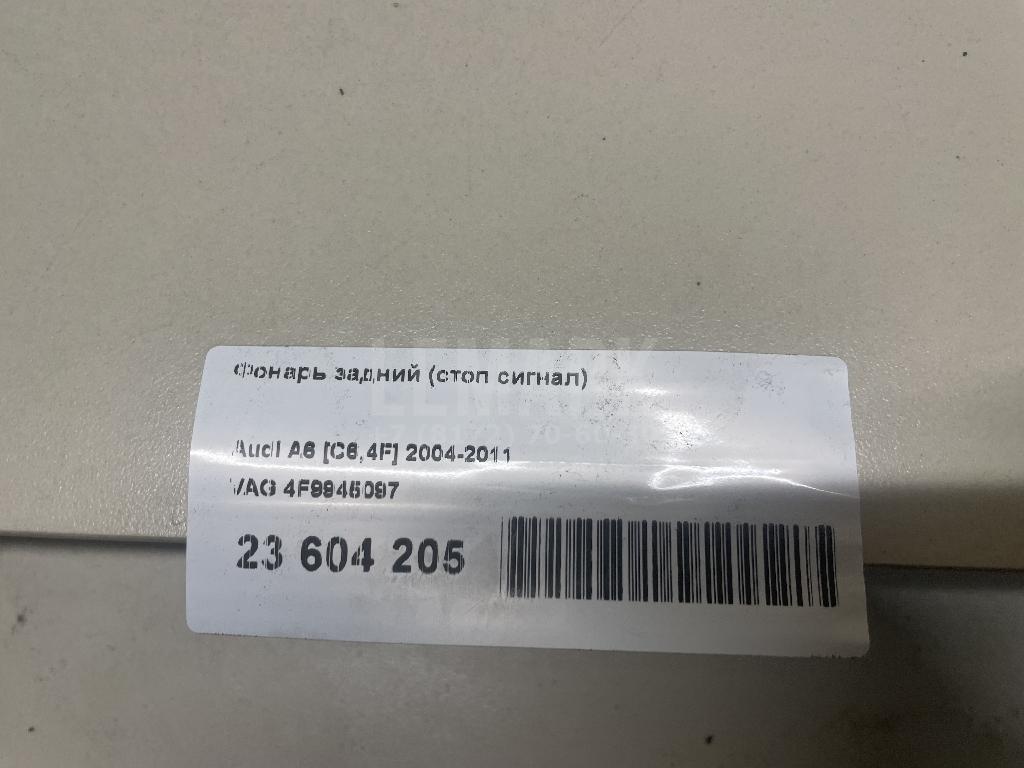 Фонарь задний (стоп сигнал)
Audi A6 [C6,4F] 2004-2011
VAG 4F9945097
23 604 205